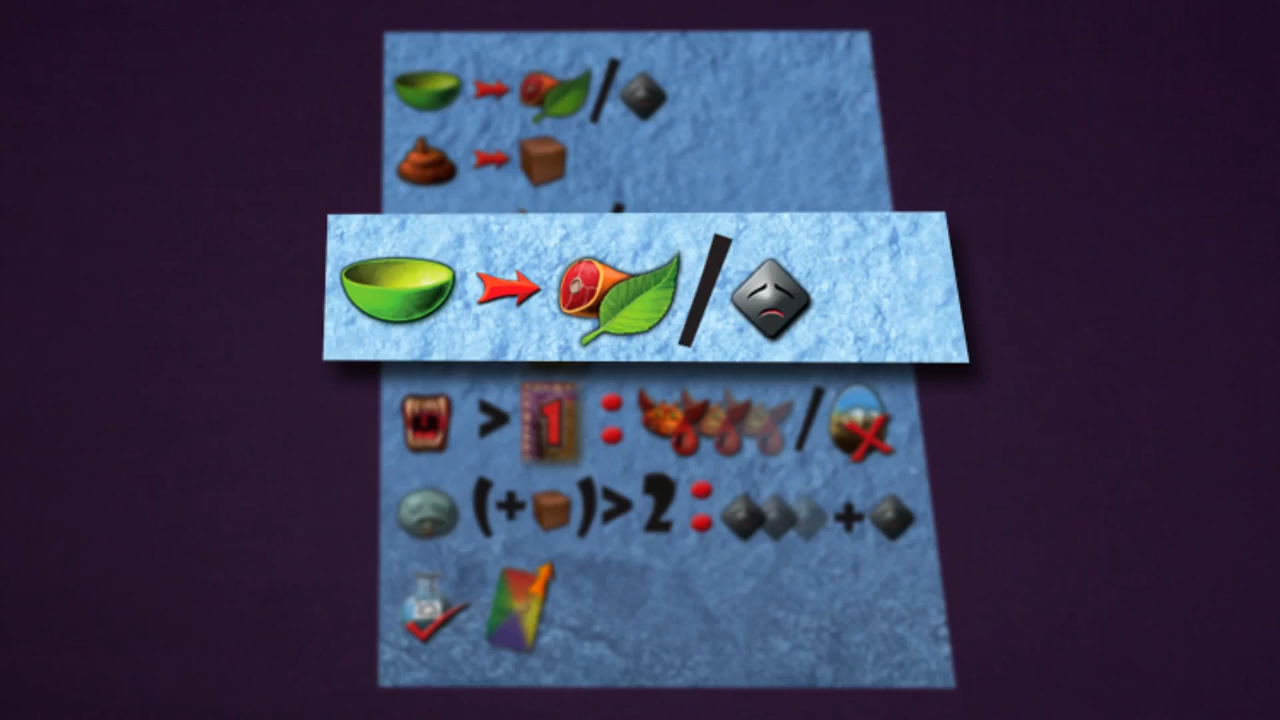 /
/
> 1 : /
(+ ) > 2 : +